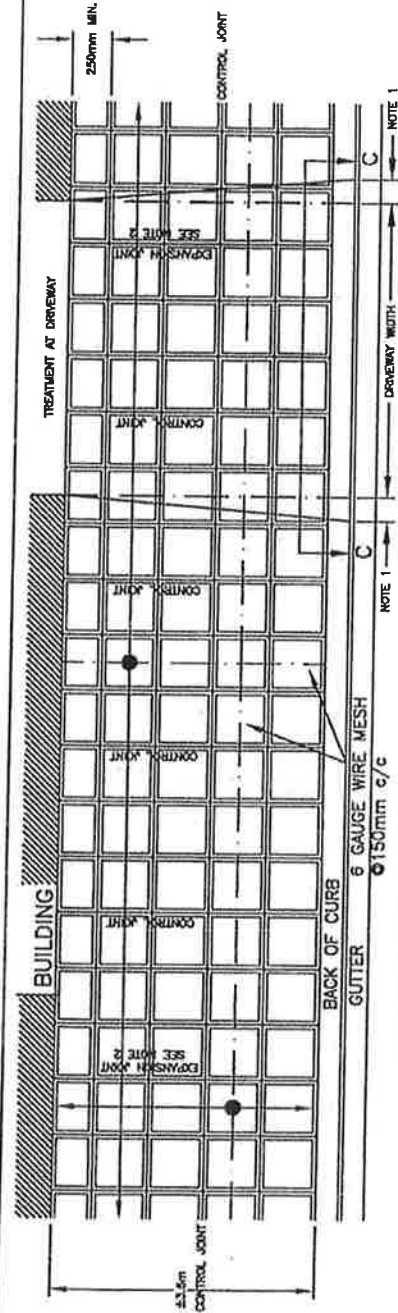 250mm MIN.
TREATMENT AT DRIVEWAY
BUILDING
CONTROL JOINT
EXPANSION JOINT
SEE NOTE 2
CONTROL JOINT
CONTROL JOINT
CONTROL JOINT
CONTROL JOINT
EXPANSION JOINT
SEE NOTE 2
±3.5m
CONTROL JOINT
BACK OF CURB
GUTTER
6 GAUGE WIRE MESH
@150mm c/c
C
C
NOTE 1
DRIVEWAY WIDTH
NOTE 1